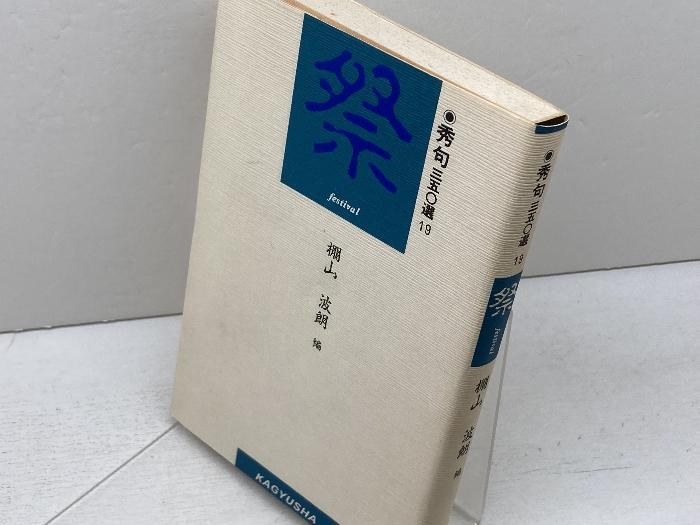 ◉秀句三五〇選 19
祭
festival
棚山 波朗 編
KAGYUSHA
◉秀句三五〇選 19
祭
festival
棚山 波朗 編